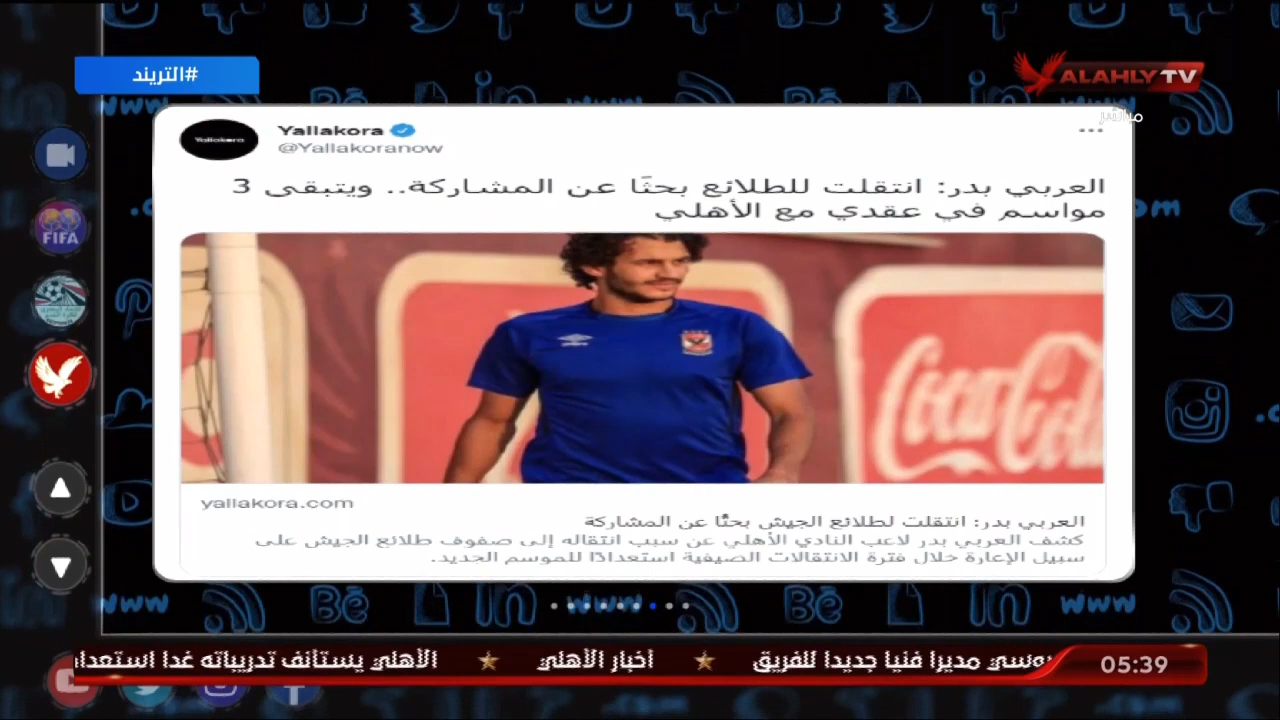 #التريند
ALAHLY TV
مباشر
Yallakora
Yallakora
@Yallakoranow
العربي بدر: انتقلت للطلائع بحثًا عن المشاركة.. ويتبقى 3
مواسم في عقدي مع الأهلي
FIFA
Coca-Cola
yallakora.com
العربي بدر: انتقلت لطلائع الجيش بحثًا عن المشاركة
كشف العربي بدر لاعب النادي الأهلي عن سبب انتقاله إلى صفوف طلائع الجيش على
سبيل الإعارة خلال فترة الانتقالات الصيفية استعدادًا للموسم الجديد.
وسي مديرا فنيا جديدا للفريق ★ أخبار الأهلي ★ الأهلي يستأنف تدريباته غدا استعدا
05:39